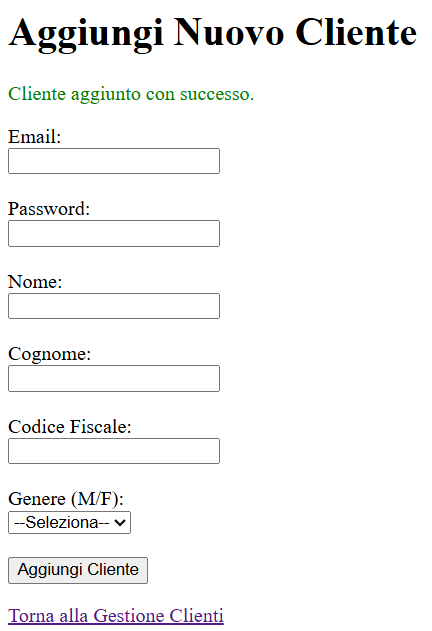 Aggiungi Nuovo Cliente
Cliente aggiunto con successo.
Email:
Password:
Nome:
Cognome:
Codice Fiscale:
Genere (M/F):
--Seleziona--
Aggiungi Cliente
Torna alla Gestione Clienti